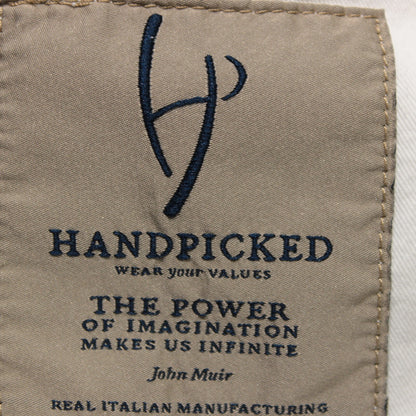 HANDPICKED
WEAR your VALUES
THE POWER
OF IMAGINATION
MAKES US INFINITE
John Muir
REAL ITALIAN MANUFACTURING